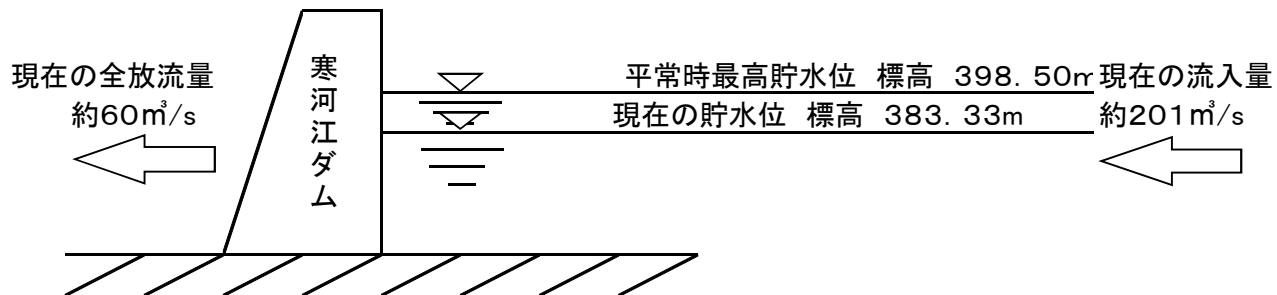 現在の全放流量
約60㎥/s
寒河江ダム
平常時最高貯水位 標高 398.50m
現在の貯水位 標高 383.33m
現在の流入量
約201㎥/s